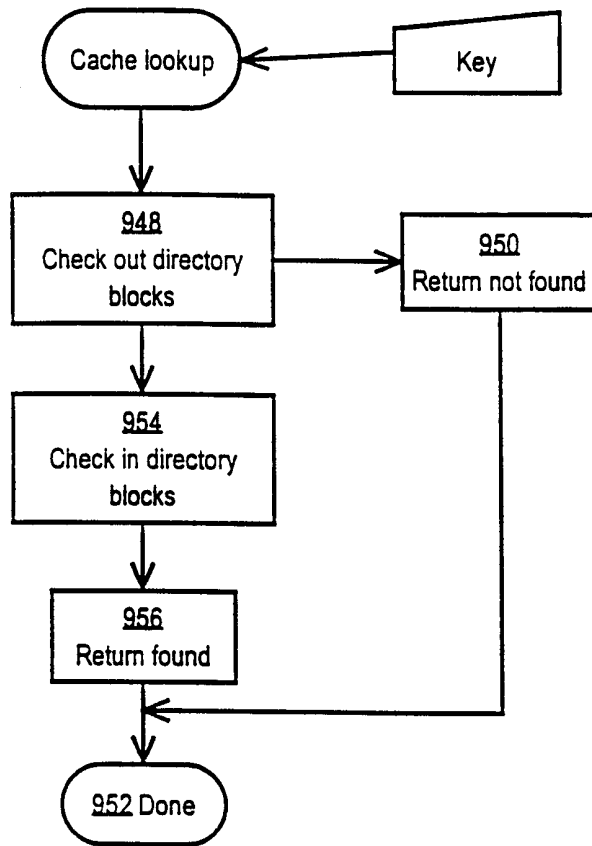 Cache lookup
Key
948
Check out directory
blocks
950
Return not found
954
Check in directory
blocks
956
Return found
952 Done